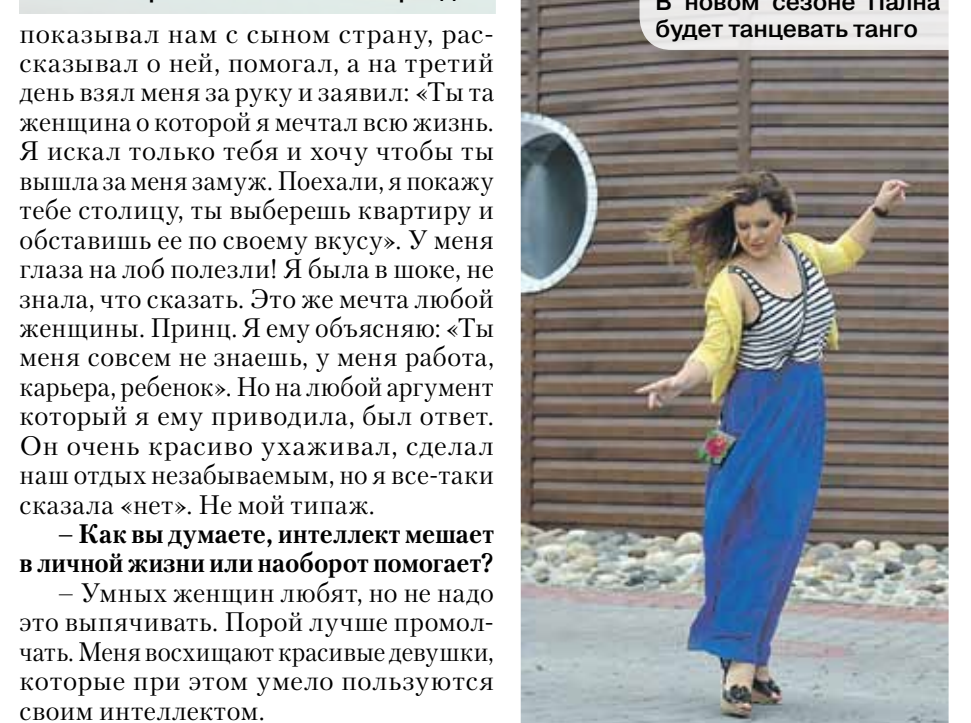 показывал нам с сыном страну, рас-
сказывал о ней, помогал, а на третий
день взял меня за руку и заявил: «Ты та
женщина о которой я мечтал всю жизнь.
Я искал только тебя и хочу чтобы ты
вышла за меня замуж. Поехали, я покажу
тебе столицу, ты выберешь квартиру и
обставишь ее по своему вкусу». У меня
глаза на лоб полезли! Я была в шоке, не
знала, что сказать. Это же мечта любой
женщины. Принц. Я ему объясняю: «Ты
меня совсем не знаешь, у меня работа,
карьера, ребенок». Но на любой аргумент
который я ему приводила, был ответ.
Он очень красиво ухаживал, сделал
наш отдых незабываемым, но я все-таки
сказала «нет». Не мой типаж.
– Как вы думаете, интеллект мешает
в личной жизни или наоборот помогает?
– Умных женщин любят, но не надо
это выпячивать. Порой лучше промол-
чать. Меня восхищают красивые девушки,
которые при этом умело пользуются
своим интеллектом.
В новом сезоне Пална
будет танцевать танго